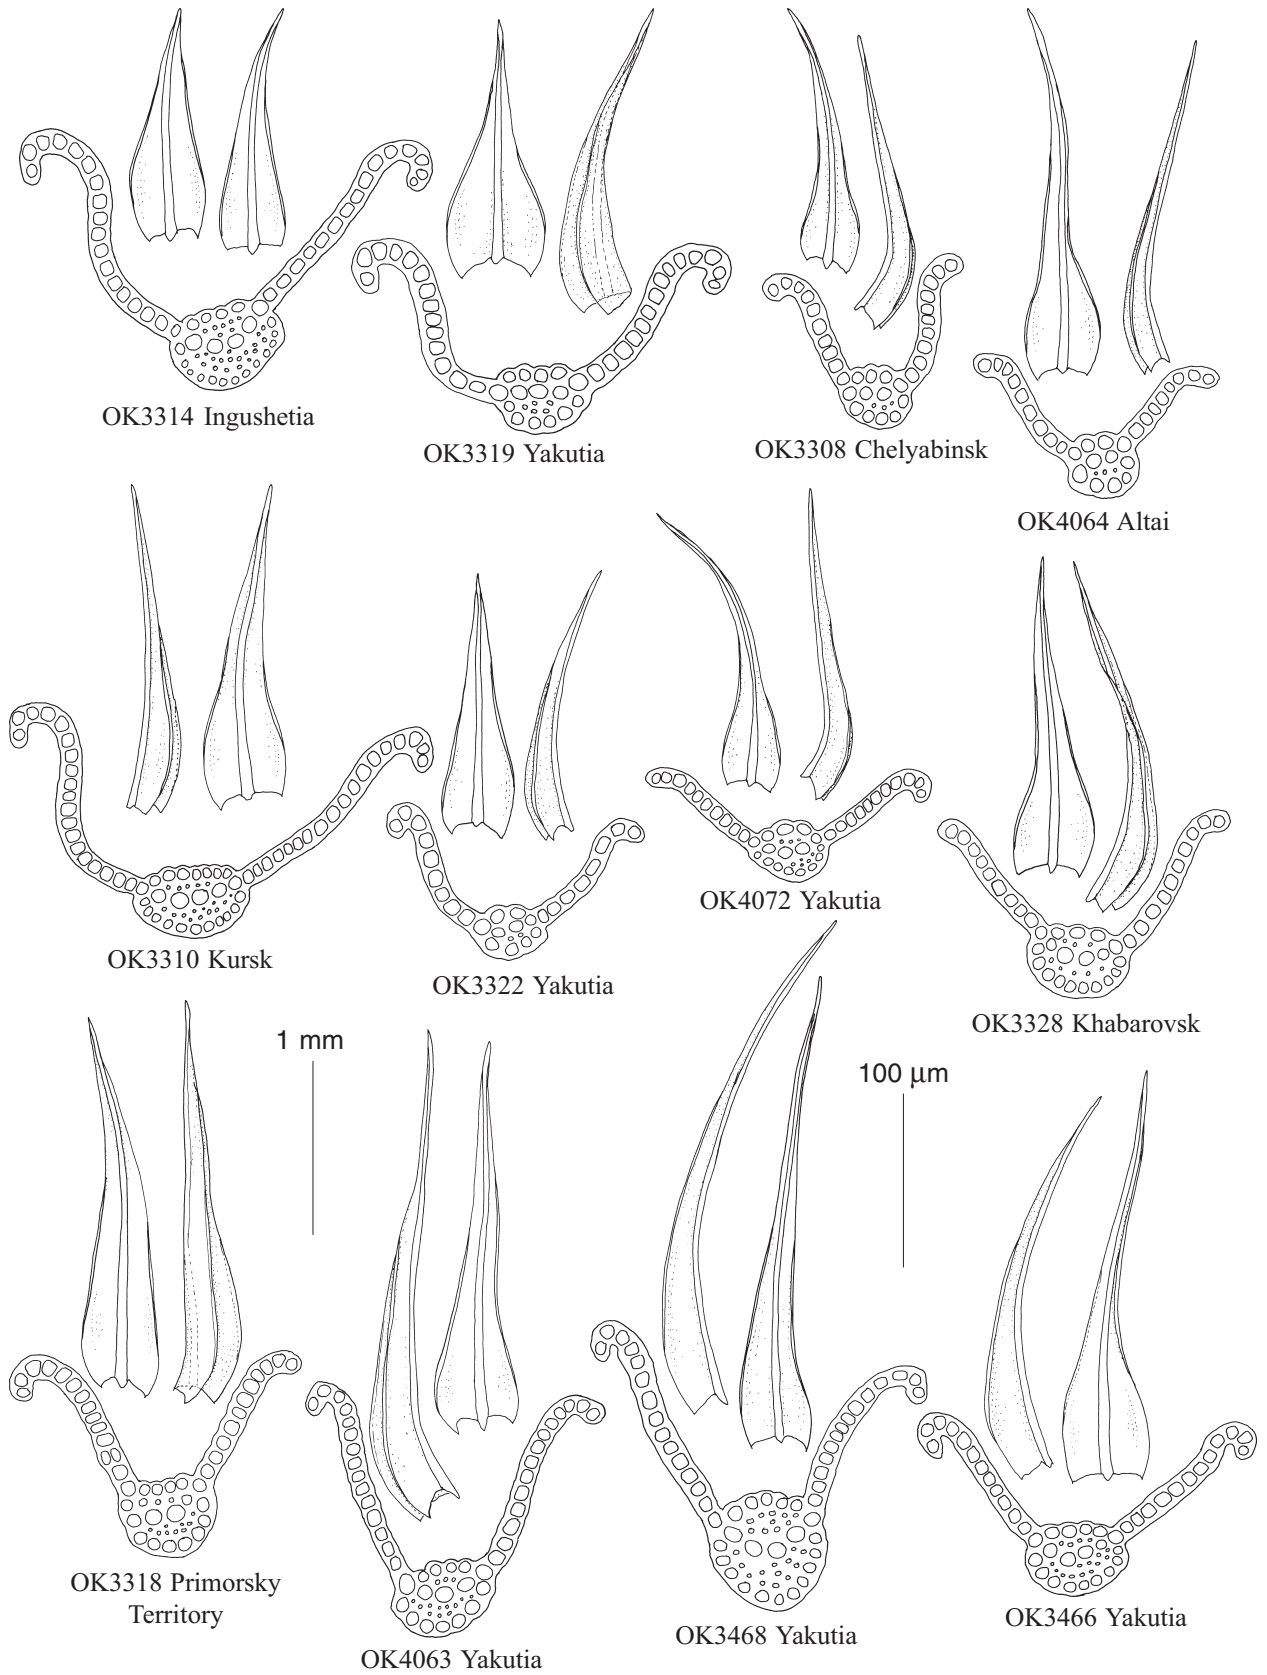 OK3314 Ingushetia
OK3319 Yakutia
OK3308 Chelyabinsk
OK4064 Altai
OK3310 Kursk
OK3322 Yakutia
OK4072 Yakutia
OK3328 Khabarovsk
1 mm
100 µm
OK3318 Primorsky
Territory
OK4063 Yakutia
OK3468 Yakutia
OK3466 Yakutia